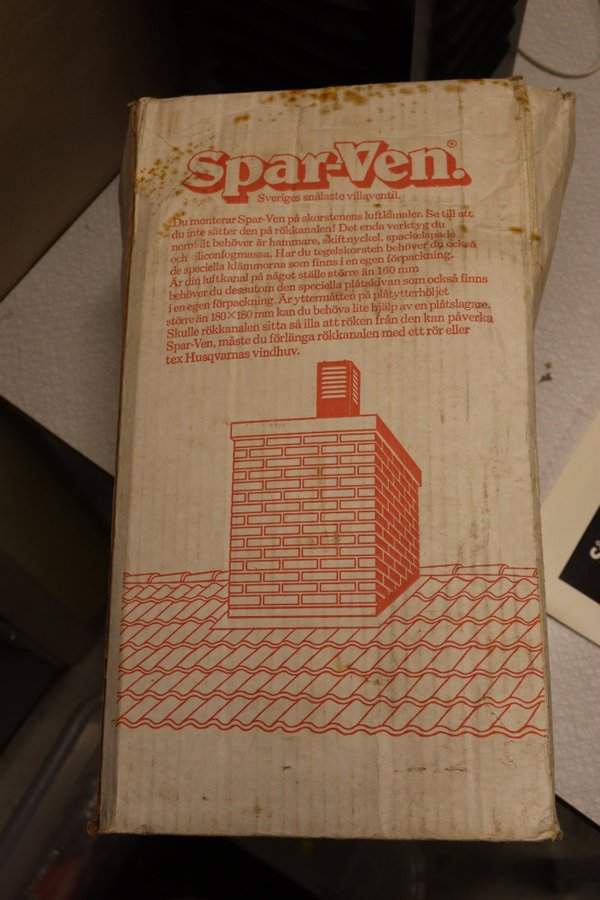 Spar-Ven.®
Sveriges snålaste villaventil.
Du monterar Spar-Ven på skorstenens luftkanaler. Se till att
du inte sätter den på rökkanalen! Det enda verktyg du
norm lt behöver är hammare, skiftnyckel, spackelspade
och iliconfogmassa. Har du tegelskorsten behöver du också
de speciella klämmorna som finns i en egen förpackning.
Är din luftkanal på något ställe större än 160 mm
behöver du dessutom den speciella plåtskivan som också finns
i en egen förpackning. Är yttermåtten på plåtytterhöljet
större än 180×180 mm kan du behöva lite hjälp av en plåtslagare.
Skulle rökkanalen sitta så illa att röken från den kan påverka
Spar-Ven, måste du förlänga rökkanalen med ett rör eller
tex Husqvarnas vindhuv.